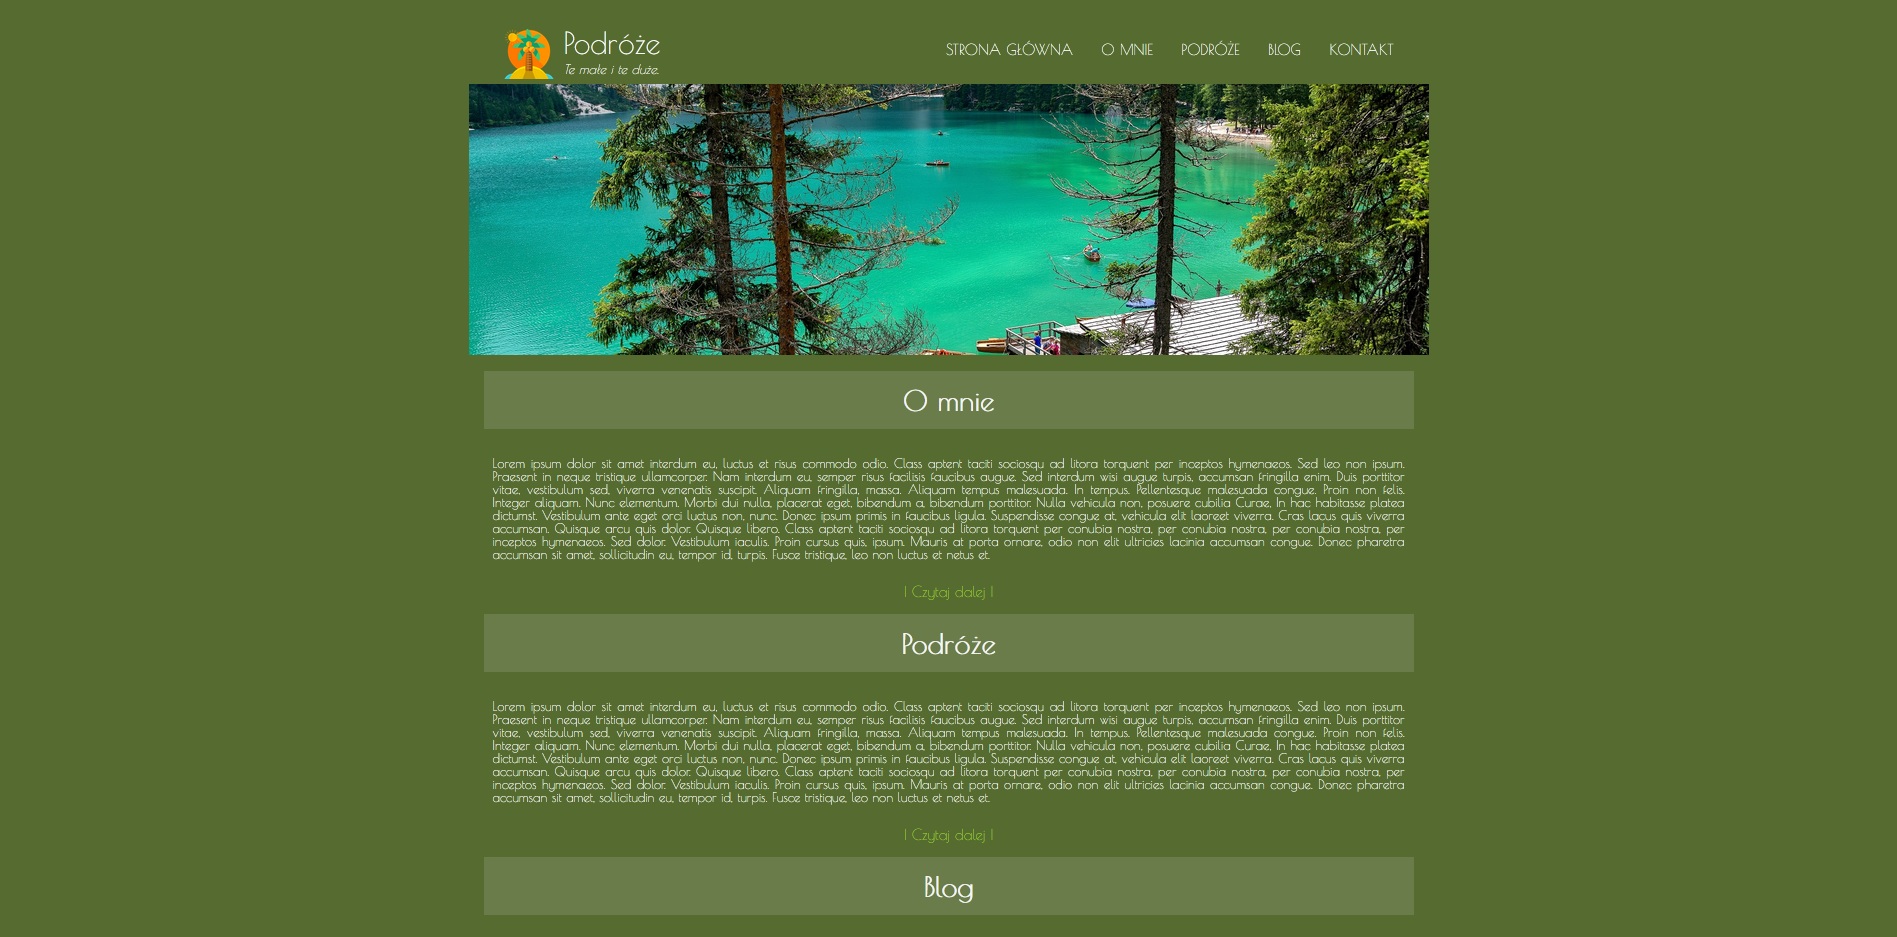 Podróże
Te małe i te duże.
STRONA GŁÓWNA O MNIE PODRÓŻE BLOG KONTAKT
O mnie
Lorem ipsum dolor sit amet interdum eu, luctus et risus commodo odio. Class aptent taciti sociosqu ad litora torquent per inceptos hymenaeos. Sed leo non ipsum.
Praesent in neque tristique ullamcorper. Nam interdum eu, semper risus facilisis faucibus augue. Sed interdum wisi augue turpis, accumsan fringilla enim. Duis porttitor
vitae, vestibulum sed, viverra venenatis suscipit. Aliquam fringilla, massa. Aliquam tempus malesuada. In tempus. Pellentesque malesuada congue. Proin non felis.
Integer aliquam. Nunc elementum. Morbi dui nulla, placerat eget, bibendum a, bibendum porttitor. Nulla vehicula non, posuere cubilia Curae, In hac habitasse platea
dictumst. Vestibulum ante eget orci luctus non, nunc. Donec ipsum primis in faucibus ligula. Suspendisse congue at, vehicula elit laoreet viverra. Cras lacus quis viverra
accumsan. Quisque arcu quis dolor. Quisque libero. Class aptent taciti sociosqu ad litora torquent per conubia nostra, per conubia nostra, per conubia nostra, per
inceptos hymenaeos. Sed dolor. Vestibulum iaculis. Proin cursus quis, ipsum. Mauris at porta ornare, odio non elit ultricies lacinia accumsan congue. Donec pharetra
accumsan sit amet, sollicitudin eu, tempor id, turpis. Fusce tristique, leo non luctus et netus et.
| Czytaj dalej |
Podróże
Lorem ipsum dolor sit amet interdum eu, luctus et risus commodo odio. Class aptent taciti sociosqu ad litora torquent per inceptos hymenaeos. Sed leo non ipsum.
Praesent in neque tristique ullamcorper. Nam interdum eu, semper risus facilisis faucibus augue. Sed interdum wisi augue turpis, accumsan fringilla enim. Duis porttitor
vitae, vestibulum sed, viverra venenatis suscipit. Aliquam fringilla, massa. Aliquam tempus malesuada. In tempus. Pellentesque malesuada congue. Proin non felis.
Integer aliquam. Nunc elementum. Morbi dui nulla, placerat eget, bibendum a, bibendum porttitor. Nulla vehicula non, posuere cubilia Curae, In hac habitasse platea
dictumst. Vestibulum ante eget orci luctus non, nunc. Donec ipsum primis in faucibus ligula. Suspendisse congue at, vehicula elit laoreet viverra. Cras lacus quis viverra
accumsan. Quisque arcu quis dolor. Quisque libero. Class aptent taciti sociosqu ad litora torquent per conubia nostra, per conubia nostra, per conubia nostra, per
inceptos hymenaeos. Sed dolor. Vestibulum iaculis. Proin cursus quis, ipsum. Mauris at porta ornare, odio non elit ultricies lacinia accumsan congue. Donec pharetra
accumsan sit amet, sollicitudin eu, tempor id, turpis. Fusce tristique, leo non luctus et netus et.
| Czytaj dalej |
Blog